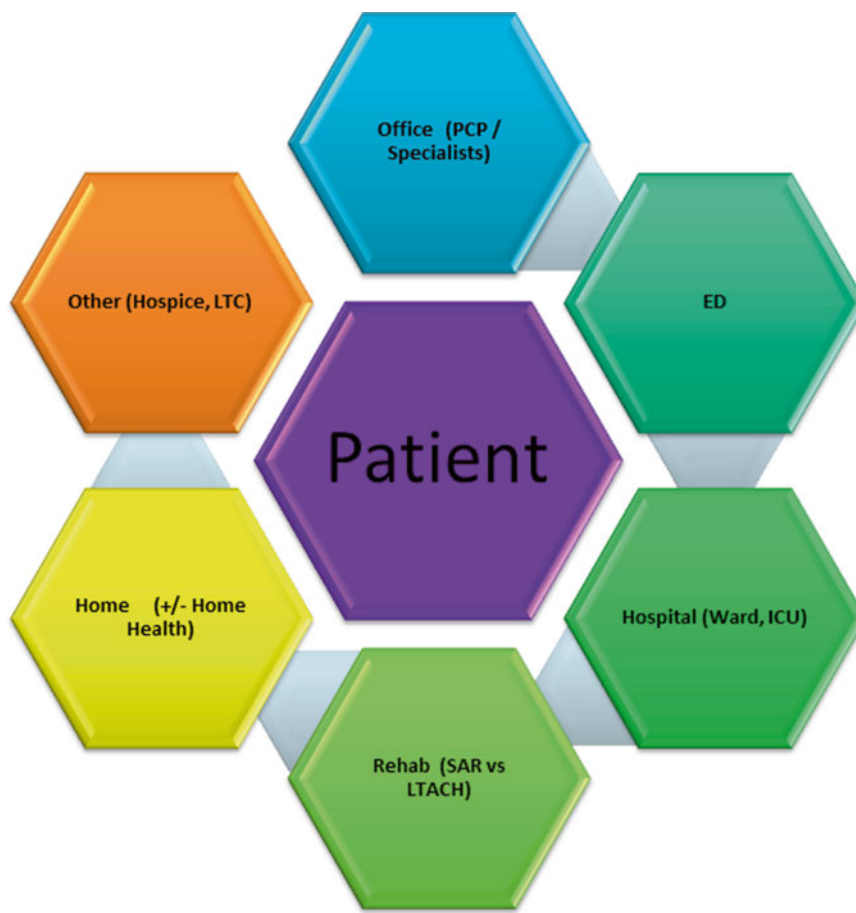 Office (PCP /
Specialists)
Other (Hospice, LTC)
ED
Patient
Home (+/- Home
Health)
Hospital (Ward, ICU)
Rehab (SAR vs
LTACH)